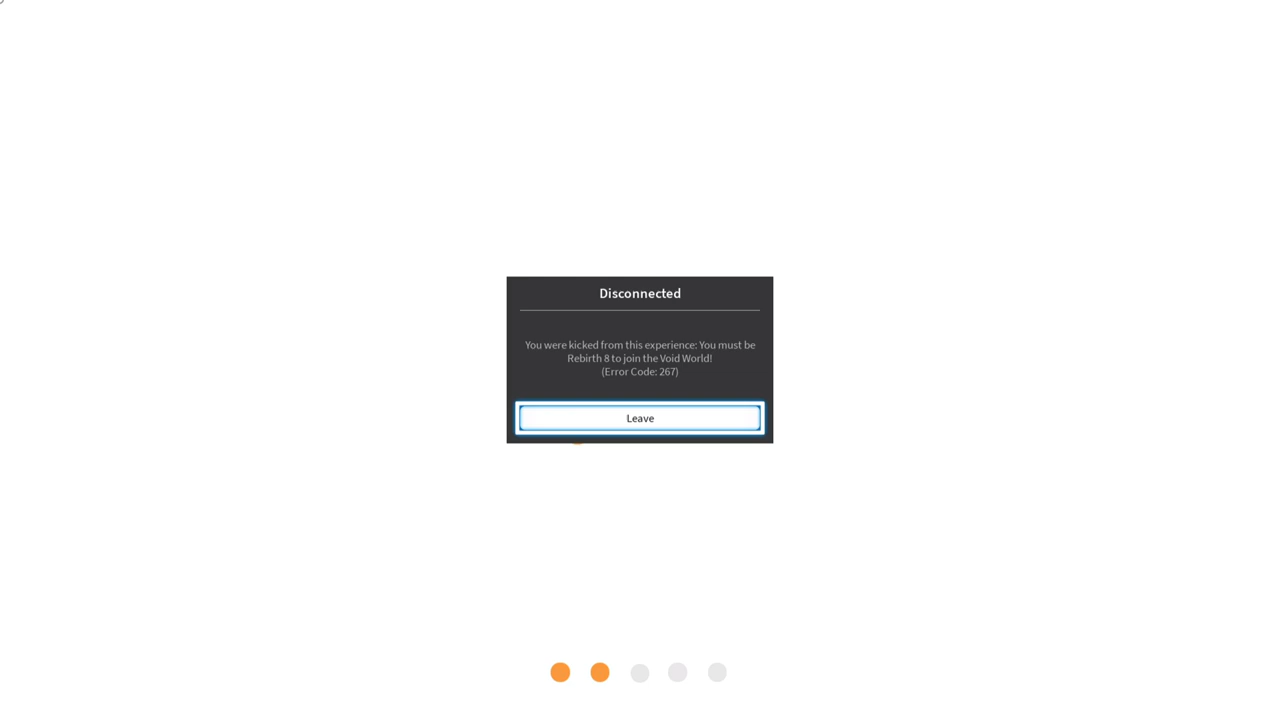 Disconnected
You were kicked from this experience: You must be
Rebirth 8 to join the Void World!
(Error Code: 267)
Leave